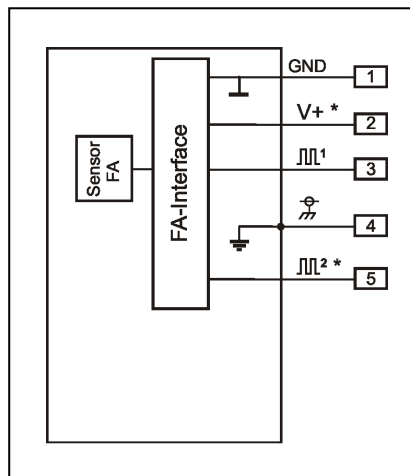 GND
1
V+ *
2
1
3
4
2 *
5
Sensor
FA
FA-Interface